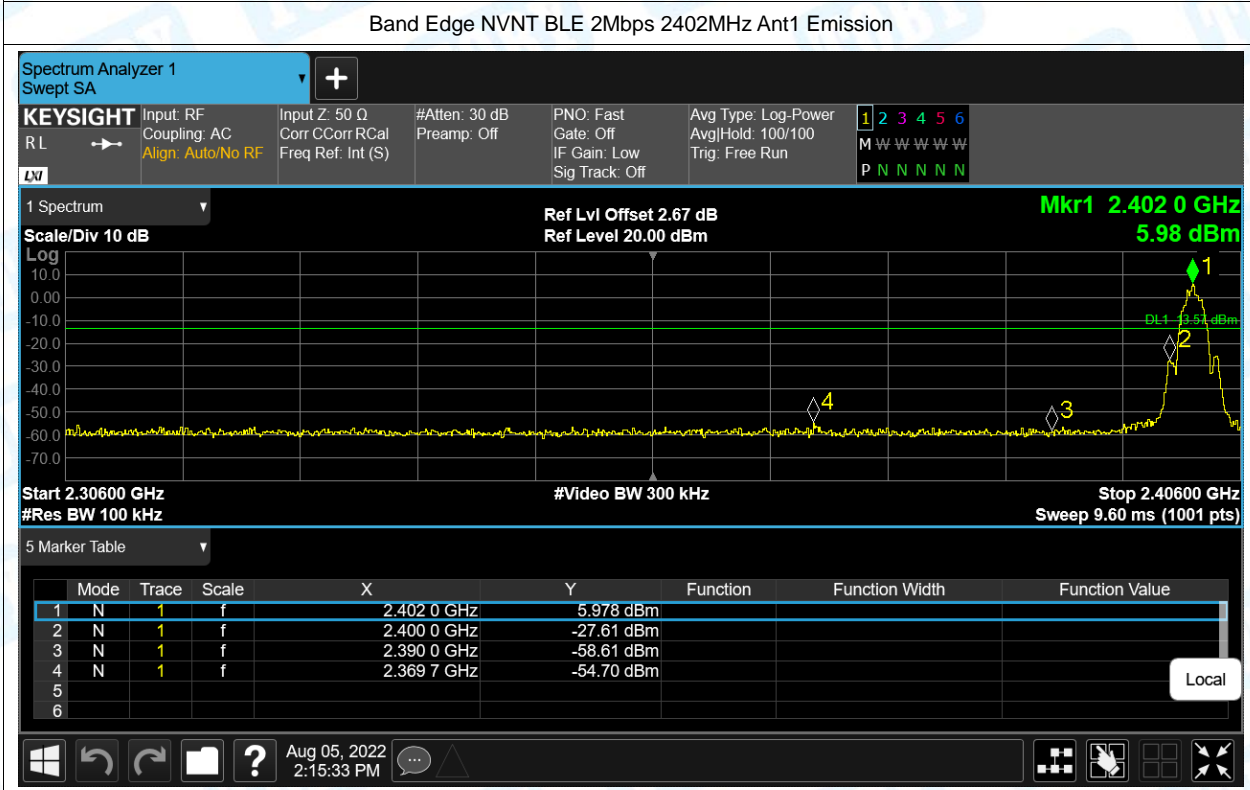 Band Edge NVNT BLE 2Mbps 2402MHz Ant1 Emission
Spectrum Analyzer 1
Swept SA
KEYSIGHT
R L
LXI
Input: RF
Coupling: AC
Align: Auto/No RF
Input Z: 50 Ω
Corr CCorr RCal
Freq Ref: Int (S)
#Atten: 30 dB
Preamp: Off
PNO: Fast
Gate: Off
IF Gain: Low
Sig Track: Off
Avg Type: Log-Power
Avg|Hold: 100/100
Trig: Free Run
1 2 3 4 5 6
M W W W W W
P N N N N N
1 Spectrum
Scale/Div 10 dB
Ref Lvl Offset 2.67 dB
Ref Level 20.00 dBm
Mkr1 2.402 0 GHz
5.98 dBm
Log
10.0
0.00
-10.0
-20.0
-30.0
-40.0
-50.0
-60.0
-70.0
1
DL1 -13.57 dBm
2
4
3
Start 2.30600 GHz
#Video BW 300 kHz
Stop 2.40600 GHz
#Res BW 100 kHz
Sweep 9.60 ms (1001 pts)
5 Marker Table
Mode Trace Scale X Y Function Function Width Function Value
1 N 1 f 2.402 0 GHz 5.978 dBm
2 N 1 f 2.400 0 GHz -27.61 dBm
3 N 1 f 2.390 0 GHz -58.61 dBm
4 N 1 f 2.369 7 GHz -54.70 dBm
5
6
Local
?
Aug 05, 2022
2:15:33 PM